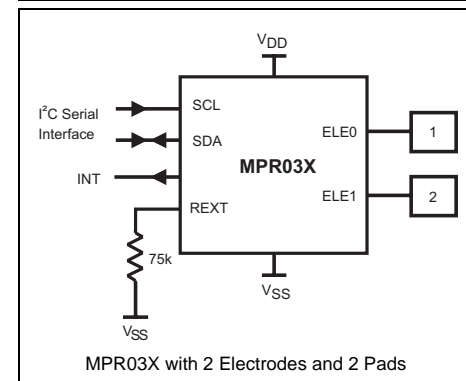 VDD
I²C Serial
Interface
SCL
SDA
INT
REXT
MPR03X
ELE0
1
ELE1
2
75k
VSS
VSS
MPR03X with 2 Electrodes and 2 Pads